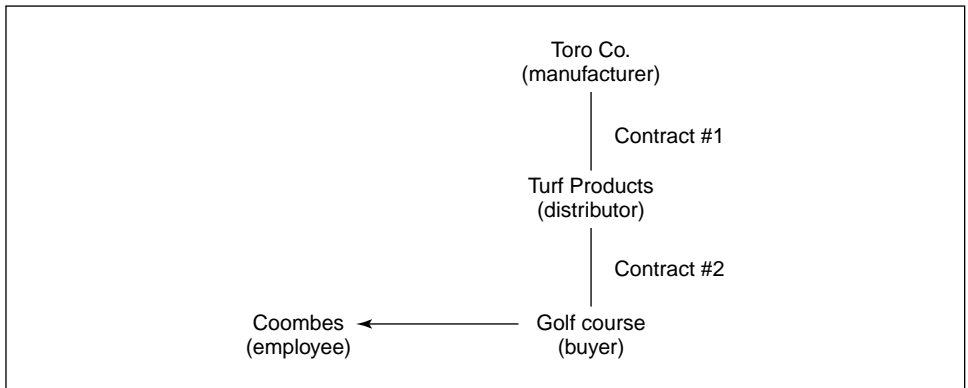 Toro Co.
(manufacturer)
Contract #1
Turf Products
(distributor)
Contract #2
Coombes
(employee)
Golf course
(buyer)